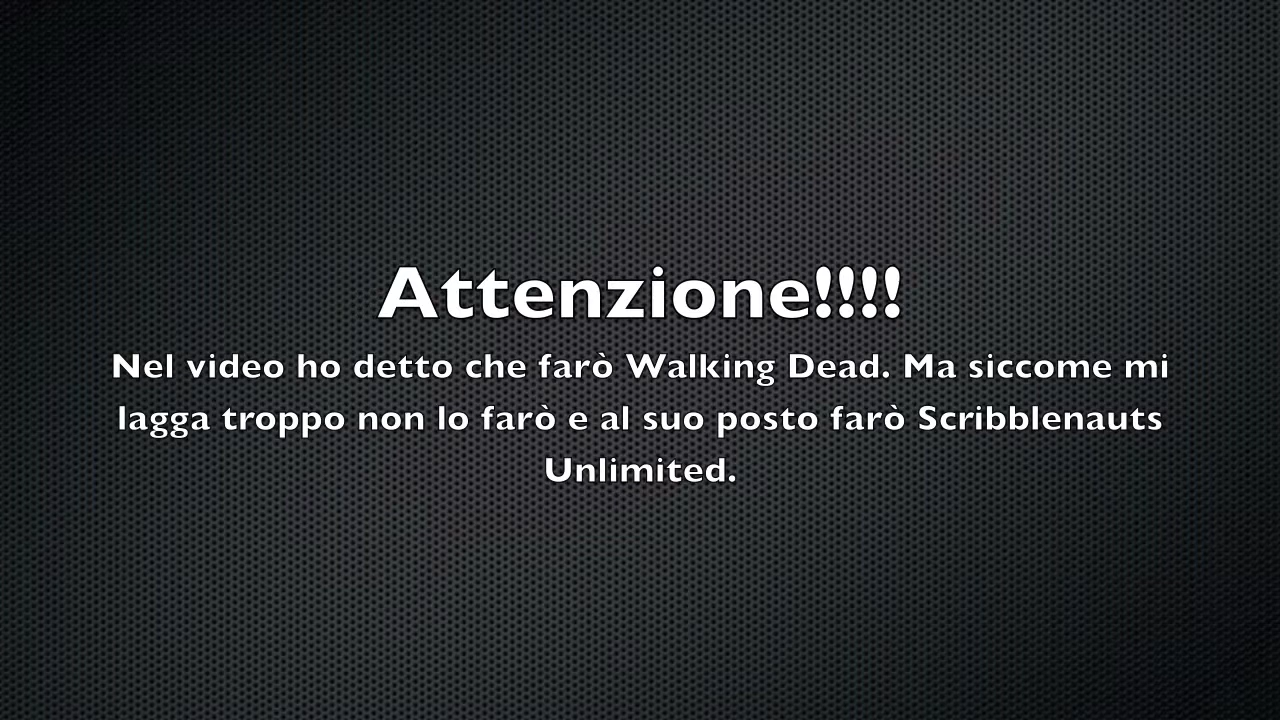 Attenzione!!!!
Nel video ho detto che farò Walking Dead. Ma siccome mi
lagga troppo non lo farò e al suo posto farò Scribblenauts
Unlimited.